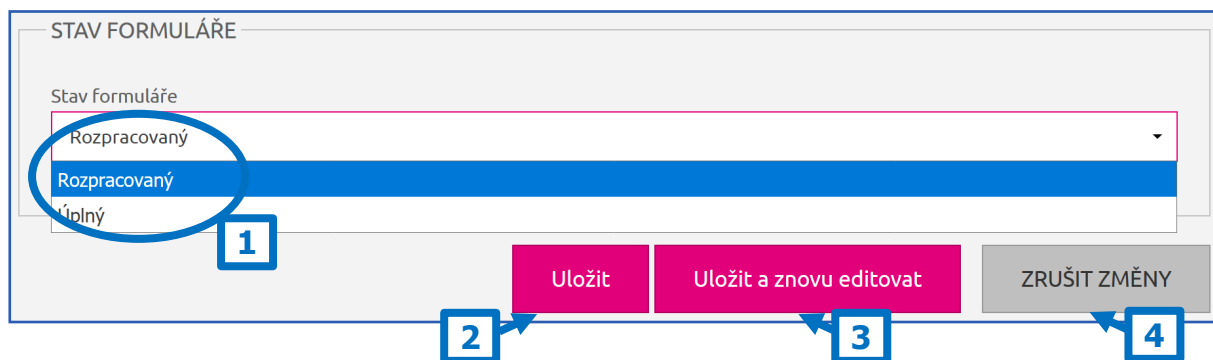 STAV FORMULÁŘE
Stav formuláře
Rozpracovaný
Rozpracovaný
Úplný
1
Uložit
Uložit a znovu editovat
ZRUŠIT ZMĚNY
2
3
4